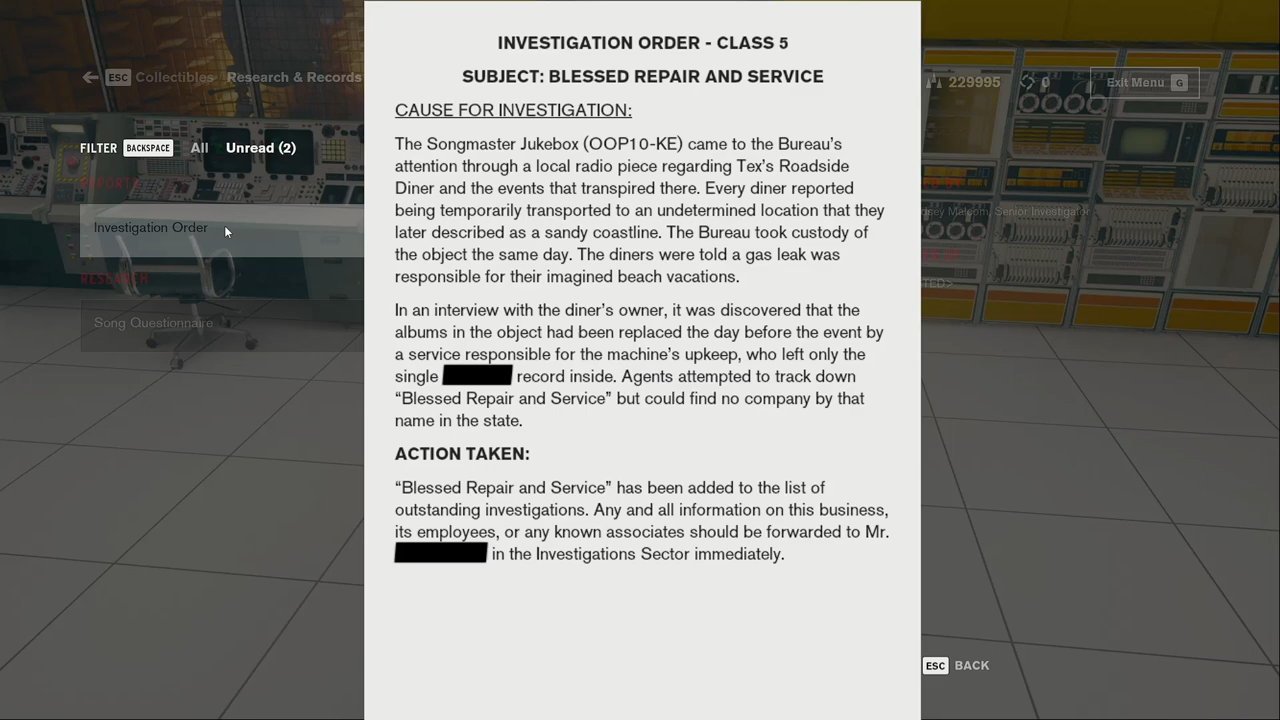 INVESTIGATION ORDER - CLASS 5
SUBJECT: BLESSED REPAIR AND SERVICE
ESC Collectibles Research & Records
229995 0 Exit Menu G
CAUSE FOR INVESTIGATION:
FILTER BACKSPACE All Unread (2)
The Songmaster Jukebox (OOP10-KE) came to the Bureau's
attention through a local radio piece regarding Tex's Roadside
REPORTS
Diner and the events that transpired there. Every diner reported
being temporarily transported to an undetermined location that they
Malcom, Senior Investigator
Investigation Order
later described as a sandy coastline. The Bureau took custody of
the object the same day. The diners were told a gas leak was
responsible for their imagined beach vacations.
RESEARCH
In an interview with the diner's owner, it was discovered that the
Song Questionnaire
albums in the object had been replaced the day before the event by
a service responsible for the machine's upkeep, who left only the
single record inside. Agents attempted to track down
“Blessed Repair and Service” but could find no company by that
name in the state.
ACTION TAKEN:
“Blessed Repair and Service” has been added to the list of
outstanding investigations. Any and all information on this business,
its employees, or any known associates should be forwarded to Mr.
in the Investigations Sector immediately.
ESC BACK